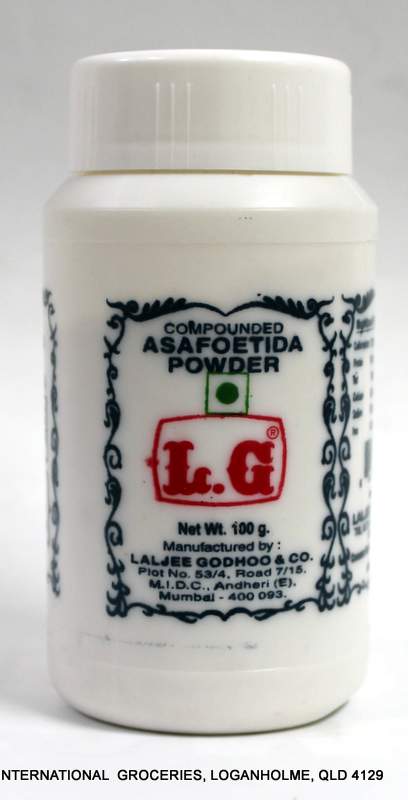 COMPOUNDED
ASAFOETIDA
POWDER
L.G®
Net Wt. 100 g.
Manufactured by :
LALJEE GODHOO & CO.
Plot No. 53/4, Road 7/15.
M.I.D.C., Andheri (E).
Mumbai - 400 093.
NTERNATIONAL GROCERIES, LOGANHOLME, QLD 4129